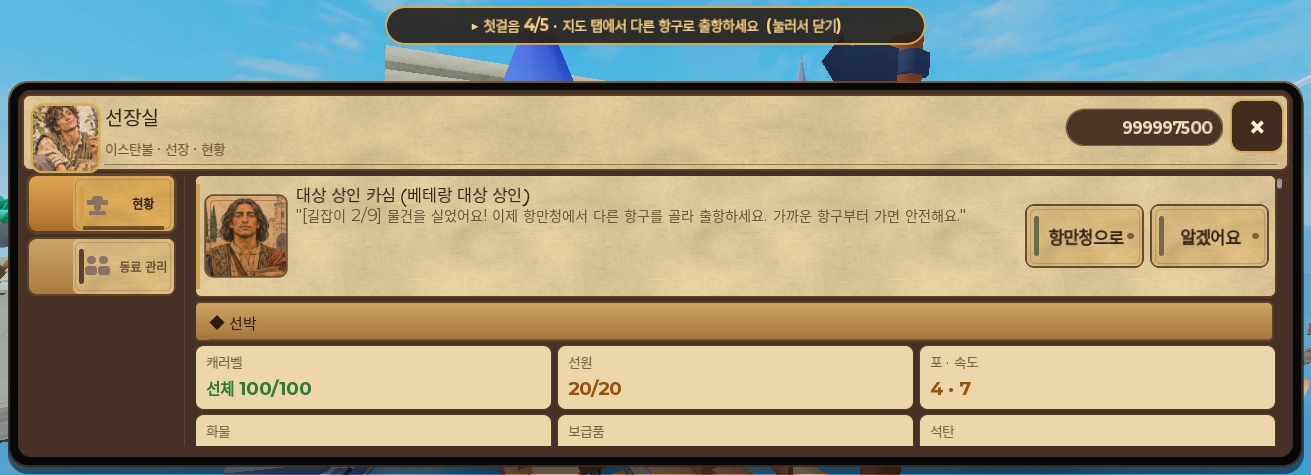 ▸ 첫걸음 4/5 · 지도 탭에서 다른 항구로 출항하세요 (눌러서 닫기)
선장실
이스탄불 · 선장 · 현황
999997500
×
현황
동료 관리
대상 상인 카심 (베테랑 대상 상인)
"[길잡이 2/9] 물건을 실었어요! 이제 항만청에서 다른 항구를 골라 출항하세요. 가까운 항구부터 가면 안전해요."
항만청으로
알겠어요
◆ 선박
캐러벨
선체 100/100
선원
20/20
포 · 속도
4 · 7
화물
보급품
석탄